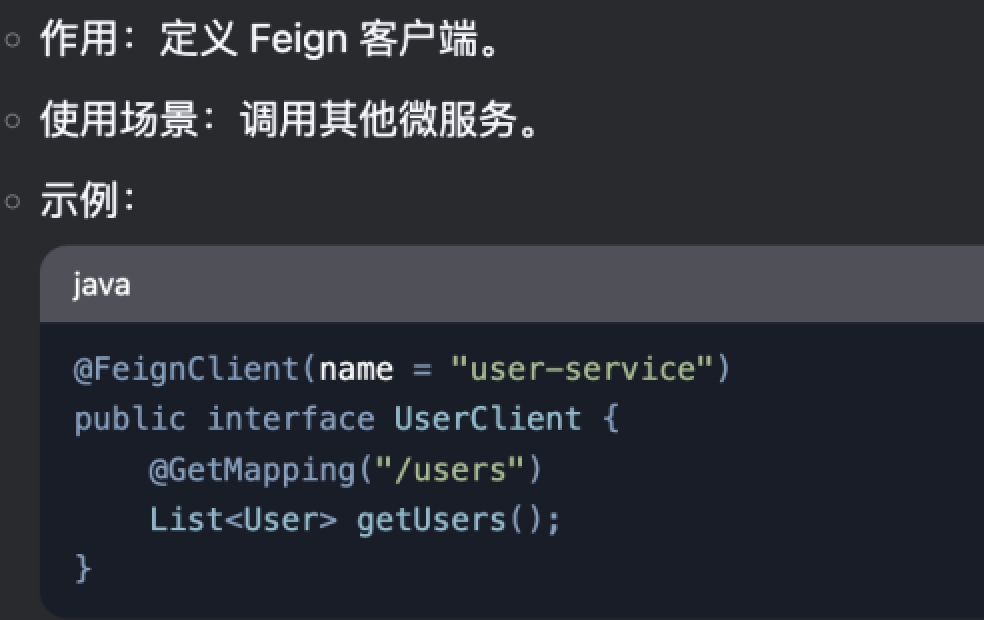 作用：定义 Feign 客户端。
使用场景：调用其他微服务。
示例：
java
@FeignClient(name = "user-service")
public interface UserClient {
    @GetMapping("/users")
    List<User> getUsers();
}